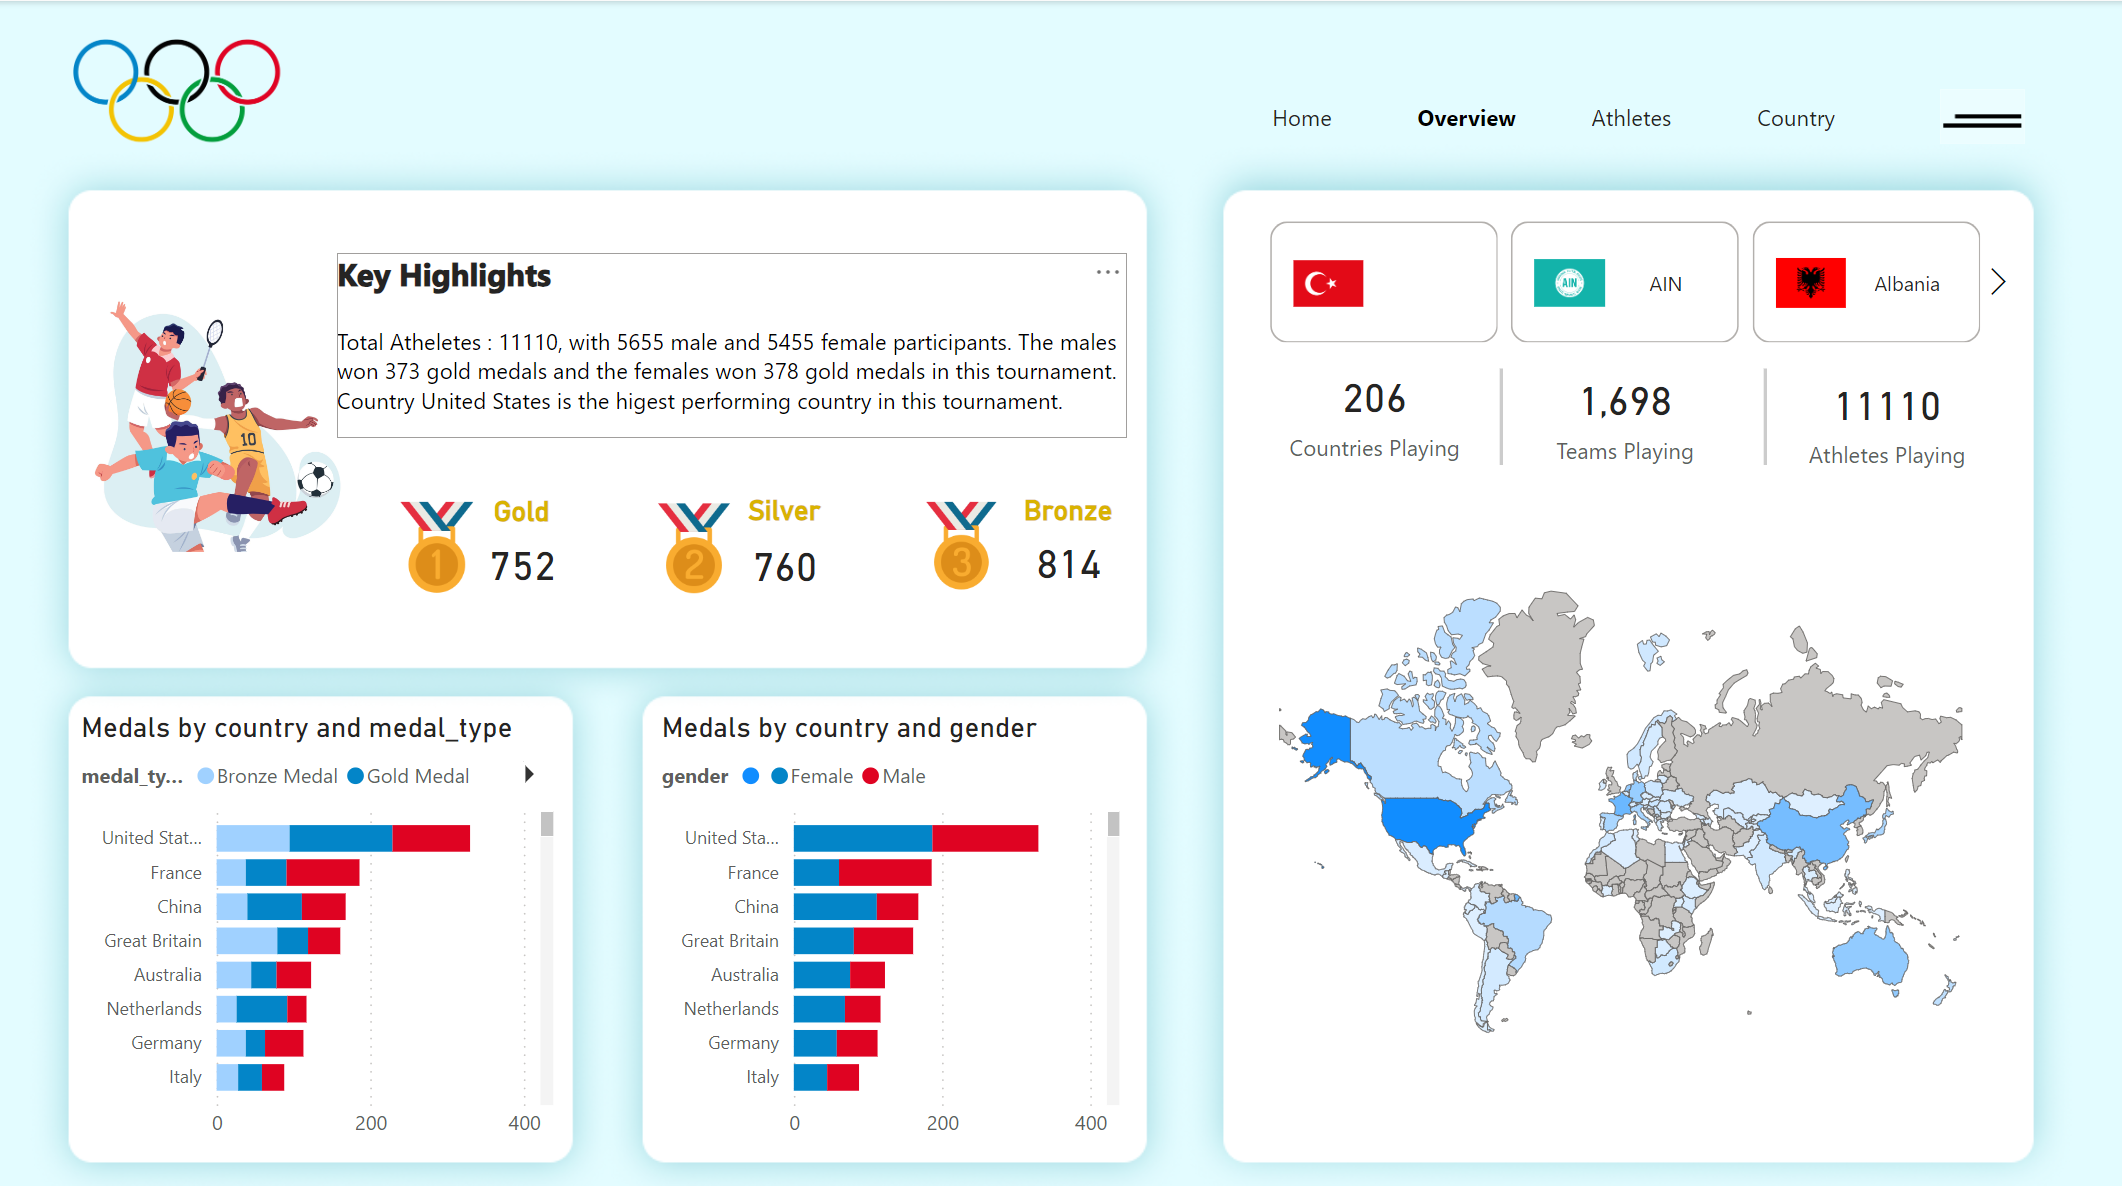 Home
Overview
Athletes
Country
Key Highlights
Total Atheletes : 11110, with 5655 male and 5455 female participants. The males
won 373 gold medals and the females won 378 gold medals in this tournament.
Country United States is the higest performing country in this tournament.
10
1
Gold
752
2
Silver
760
3
Bronze
814
AIN
AIN
Albania
206
Countries Playing
1,698
Teams Playing
11110
Athletes Playing
Medals by country and medal_type
medal_ty... Bronze Medal Gold Medal
United Stat...
France
China
Great Britain
Australia
Netherlands
Germany
Italy
0 200 400
Medals by country and gender
gender Female Male
United Sta...
France
China
Great Britain
Australia
Netherlands
Germany
Italy
0 200 400